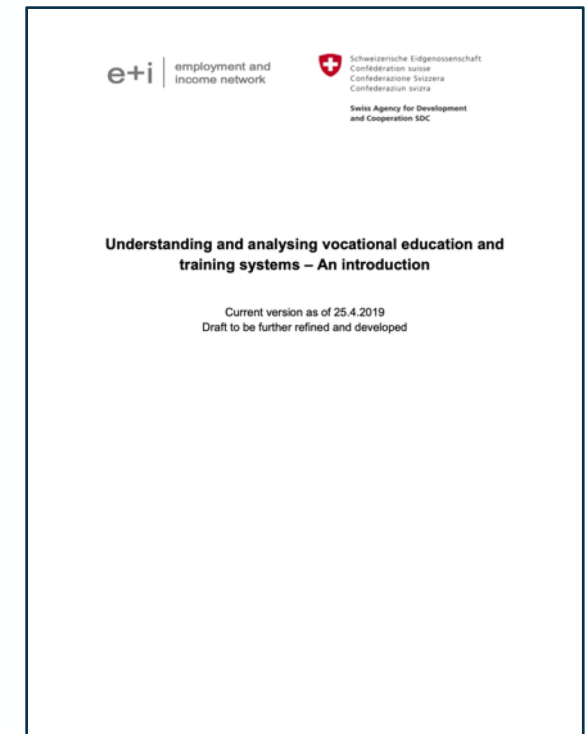 e+i
employment and
income network
Schweizerische Eidgenossenschaft
Confédération suisse
Confederazione Svizzera
Confederaziun svizra
Swiss Agency for Development
and Cooperation SDC
Understanding and analysing vocational education and
training systems – An introduction
Current version as of 25.4.2019
Draft to be further refined and developed